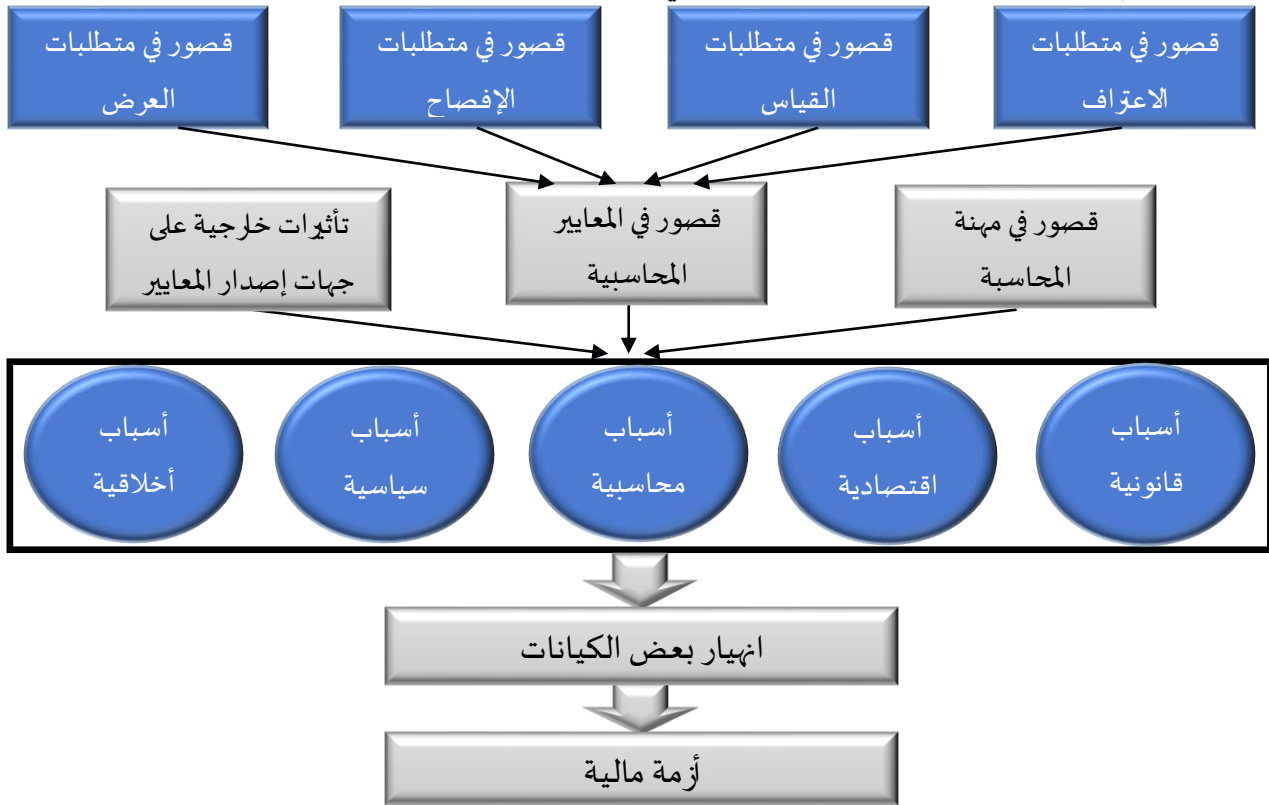 قصور في متطلبات
الاعتراف
قصور في متطلبات
القياس
قصور في متطلبات
الإفصاح
قصور في متطلبات
العرض
قصور في مهنة
المحاسبة
قصور في المعايير
المحاسبية
تأثيرات خارجية على
جهات إصدار المعايير
أسباب
قانونية
أسباب
اقتصادية
أسباب
محاسبية
أسباب
سياسية
أسباب
أخلاقية
انهيار بعض الكيانات
أزمة مالية